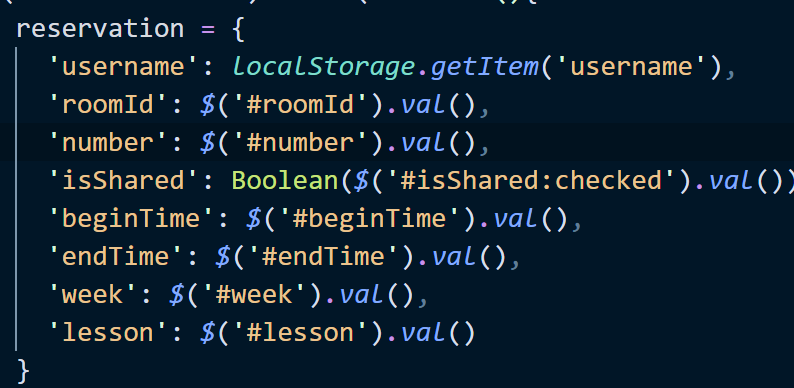 reservation = {
'username': localStorage.getItem('username'),
'roomId': $('#roomId').val(),
'number': $('#number').val(),
'isShared': Boolean($('#isShared:checked').val())
'beginTime': $('#beginTime').val(),
'endTime': $('#endTime').val(),
'week': $('#week').val(),
'lesson': $('#lesson').val()
}